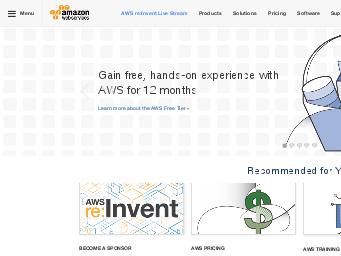 Menu
amazon
webservices
AWS re:Invent Live Stream
Products
Solutions
Pricing
Software
Sup
Gain free, hands-on experience with
AWS for 12 months
Learn more about the AWS Free Tier »
Recommended for Y
AWS
re:Invent
BECOME A SPONSOR
AWS PRICING
AWS TRAINING